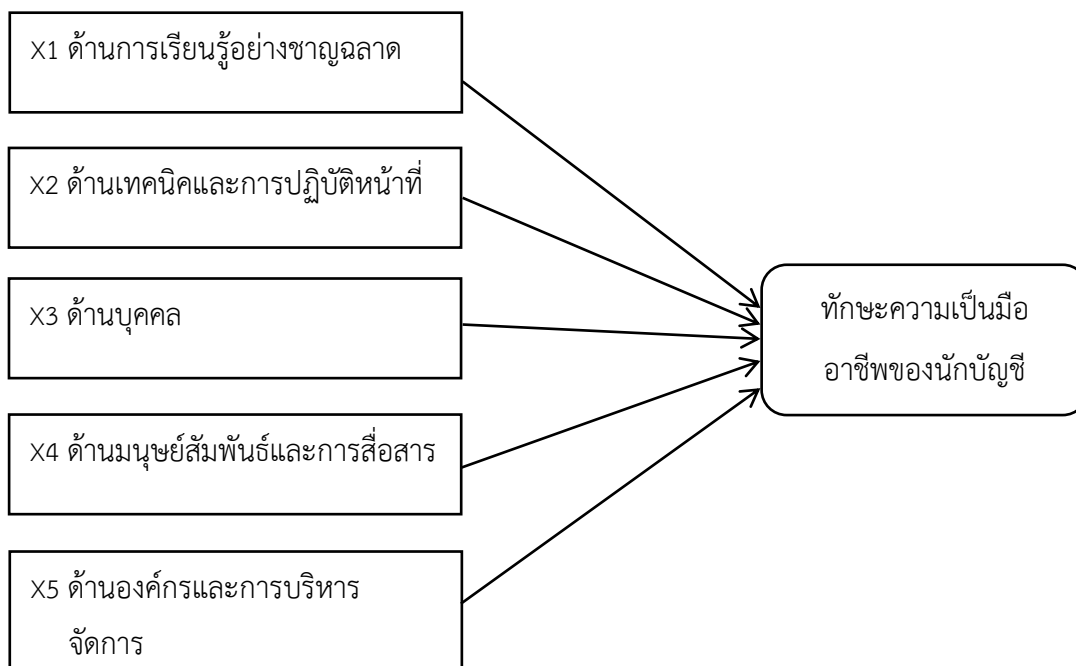 X1 ด้านการเรียนรู้อย่างชาญฉลาด
X2 ด้านเทคนิคและการปฏิบัติหน้าที่
X3 ด้านบุคคล
X4 ด้านมนุษย์สัมพันธ์และการสื่อสาร
X5 ด้านองค์กรและการบริหาร
จัดการ
ทักษะความเป็นมือ
อาชีพของนักบัญชี